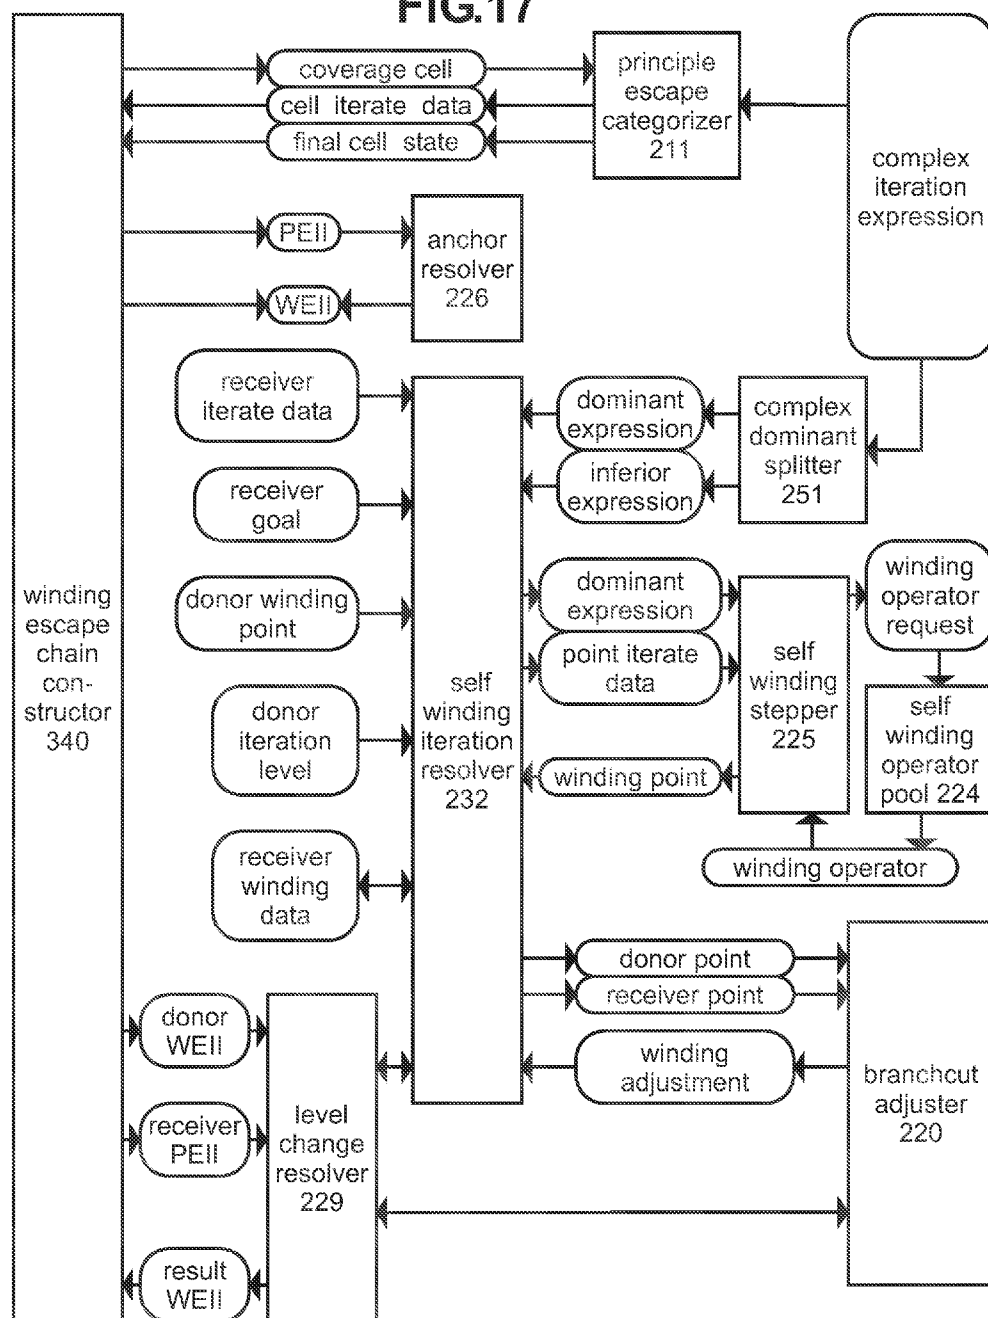 FIG.17
coverage cell
cell iterate data
final cell state
principle
escape
categorizer
211
complex
iteration
expression
PEII
WEII
anchor
resolver
226
receiver
iterate data
receiver
goal
donor winding
point
donor
iteration
level
receiver
winding
data
winding
escape
chain
con-
structor
340
self
winding
iteration
resolver
232
dominant
expression
inferior
expression
complex
dominant
splitter
251
dominant
expression
point iterate
data
winding point
self
winding
stepper
225
winding
operator
request
self
winding
operator
pool 224
winding operator
donor point
receiver point
winding
adjustment
branchcut
adjuster
220
donor
WEII
receiver
PEII
result
WEII
level
change
resolver
229